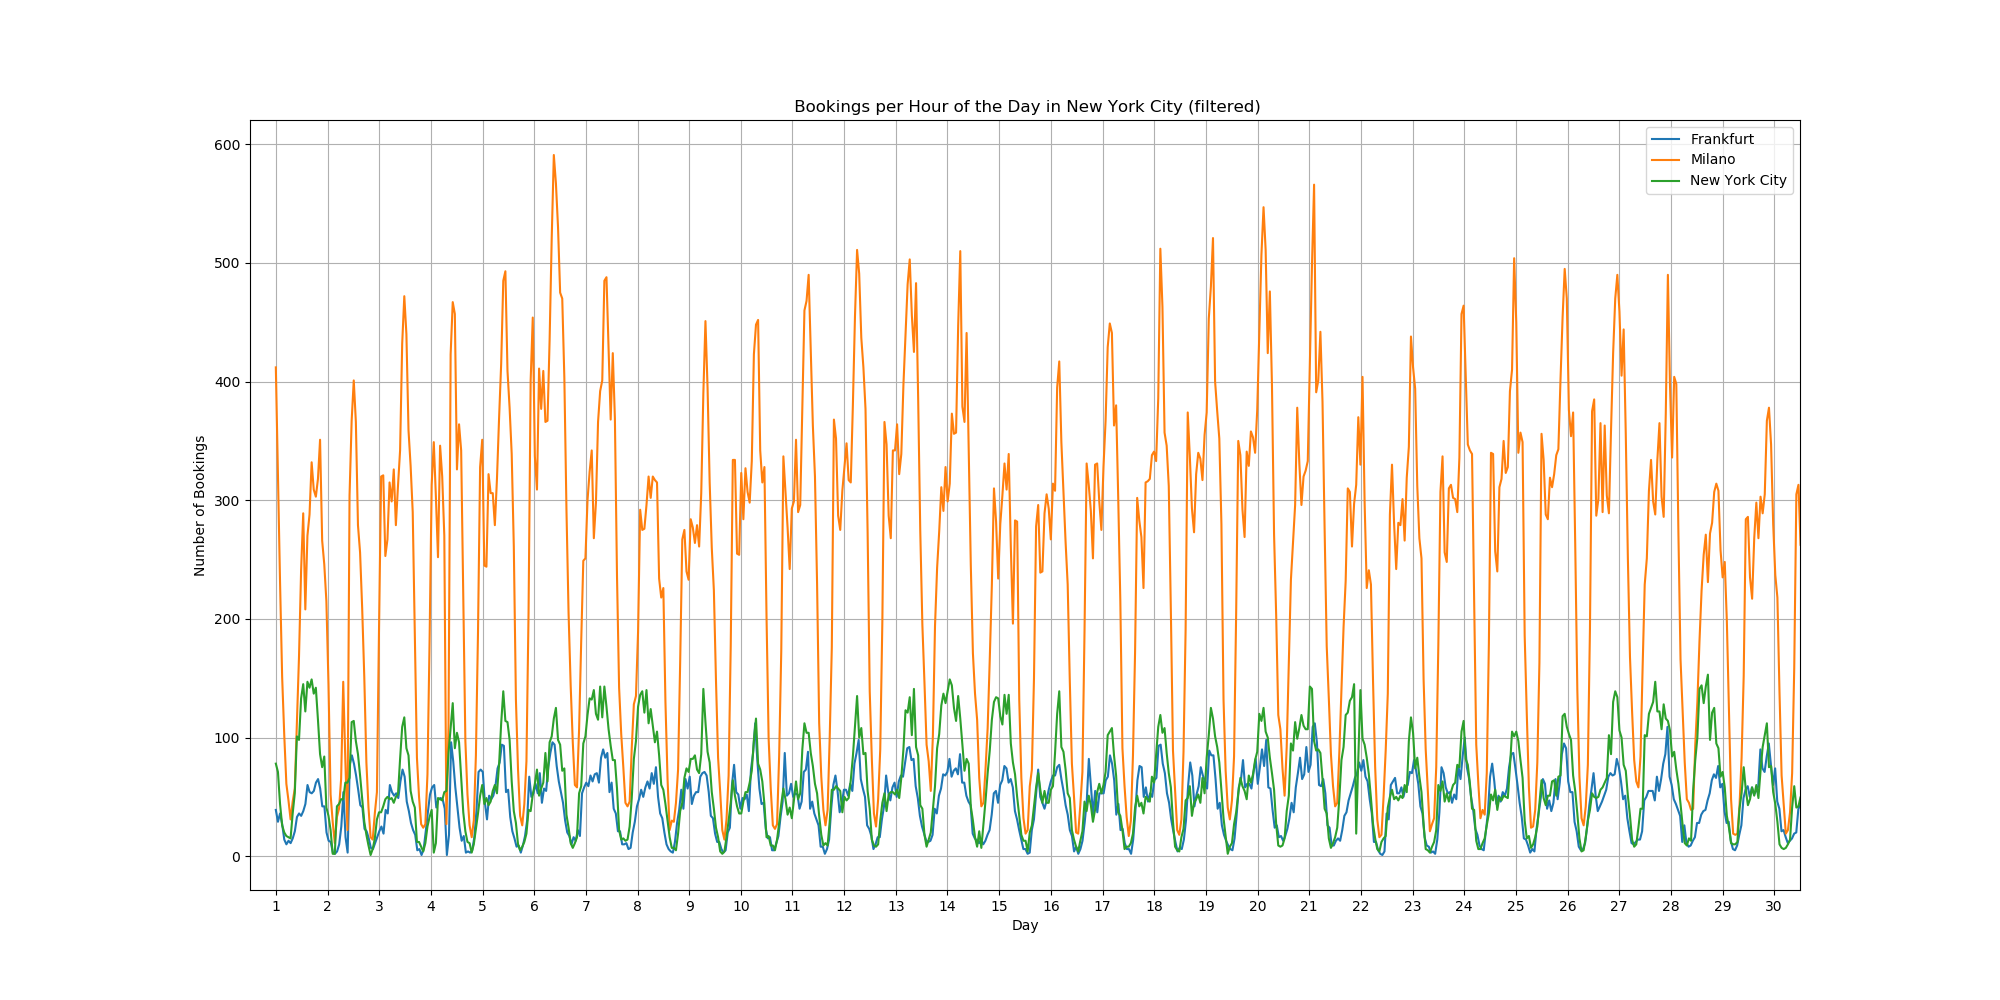 Bookings per Hour of the Day in New York City (filtered)
Frankfurt
Milano
New York City
600
500
400
300
200
100
0
Number of Bookings
1 2 3 4 5 6 7 8 9 10 11 12 13 14 15 16 17 18 19 20 21 22 23 24 25 26 27 28 29 30
Day